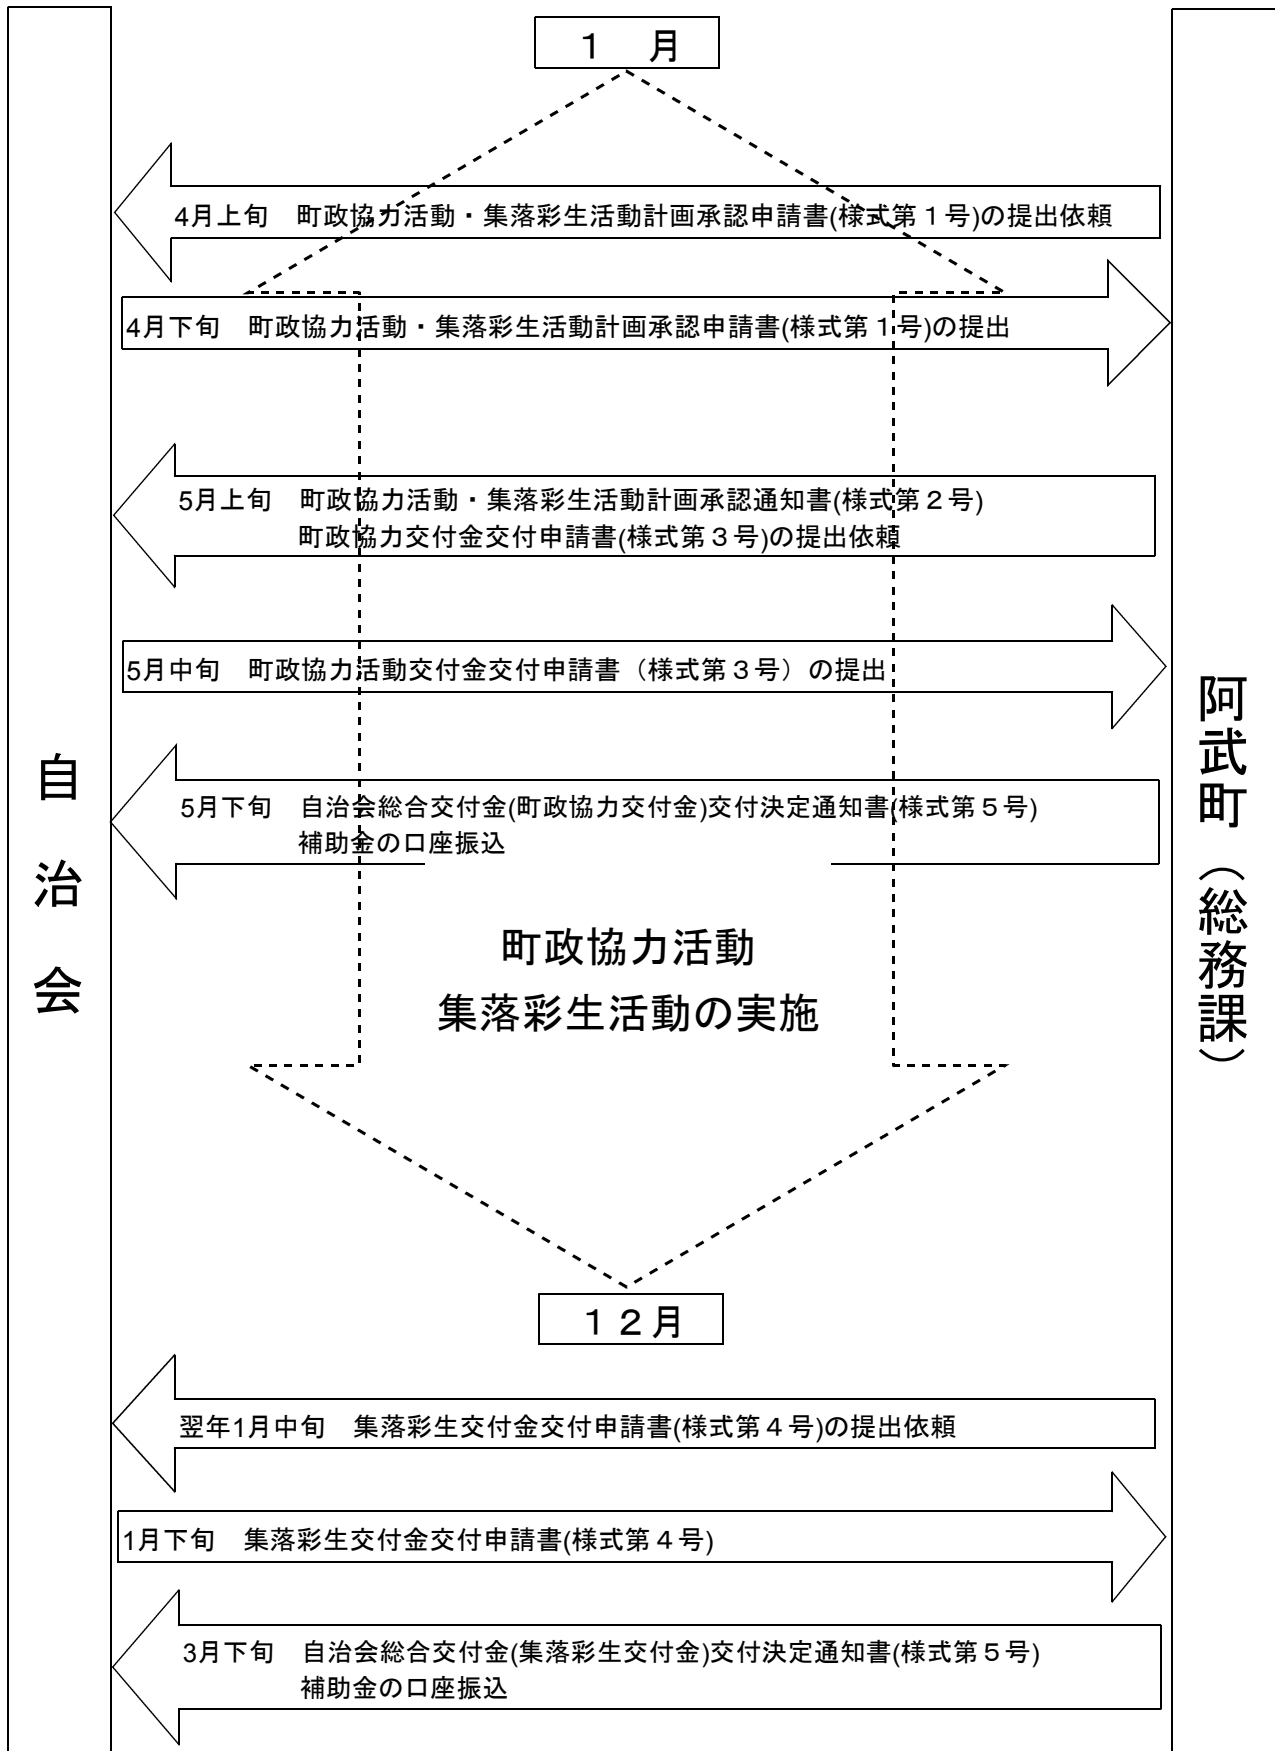 １　月
4月上旬　町政協力活動・集落彩生活動計画承認申請書(様式第１号)の提出依頼
4月下旬　町政協力活動・集落彩生活動計画承認申請書(様式第１号)の提出
5月上旬　町政協力活動・集落彩生活動計画承認通知書(様式第２号)
町政協力交付金交付申請書(様式第３号)の提出依頼
5月中旬　町政協力活動交付金交付申請書（様式第３号）の提出
5月下旬　自治会総合交付金(町政協力交付金)交付決定通知書(様式第５号)
補助金の口座振込
自治会
阿武町（総務課）
町政協力活動
集落彩生活動の実施
１２月
翌年1月中旬　集落彩生交付金交付申請書(様式第４号)の提出依頼
1月下旬　集落彩生交付金交付申請書(様式第４号)
3月下旬　自治会総合交付金(集落彩生交付金)交付決定通知書(様式第５号)
補助金の口座振込